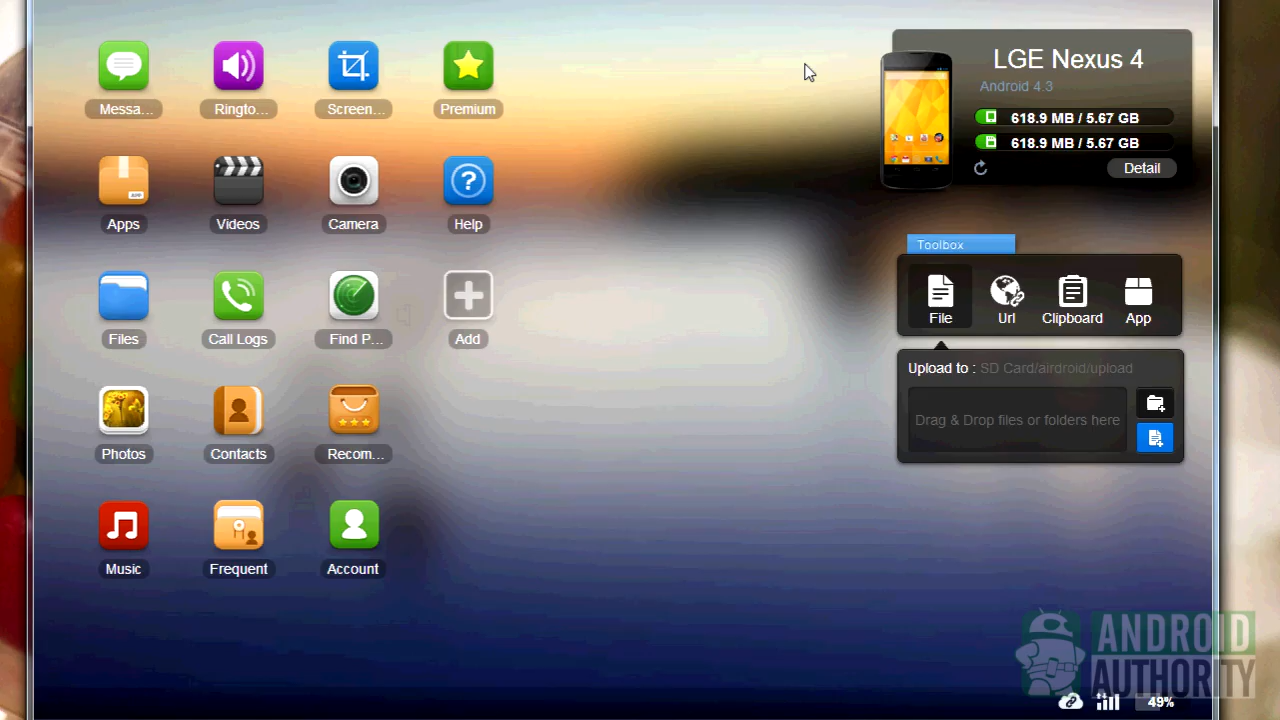 Messa...
Ringto...
Screen...
Premium
Apps
Videos
Camera
Help
Files
Call Logs
Find P...
Add
Photos
Contacts
Recom...
Music
Frequent
Account
LGE Nexus 4
Android 4.3
618.9 MB / 5.67 GB
618.9 MB / 5.67 GB
Detail
Toolbox
File
Url
Clipboard
App
Upload to : SD Card/airdroid/upload
Drag & Drop files or folders here
ANDROID
AUTHORITY
49%